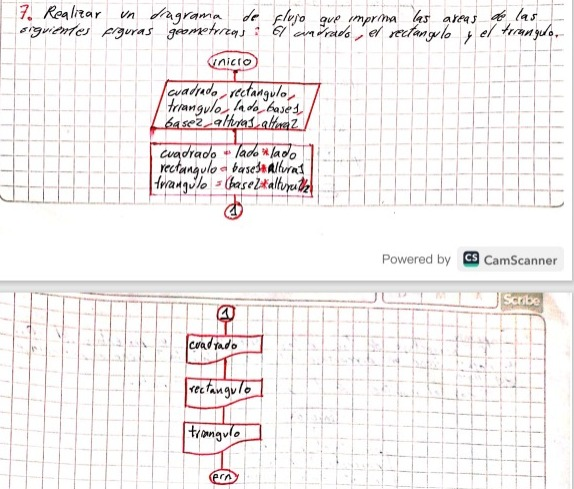 7. Realizar un diagrama de flujo que imprima las areas de las
siguientes figuras geometricas: El cuadrado, el rectangulo y el triangulo.
inicio
cuadrado, rectangulo,
triangulo, lado, base1,
base2, altura1, altura2
cuadrado = lado * lado
rectangulo = base1 * altura1
triangulo = (base2 * altura2)/2
1
Powered by CS CamScanner
Scribe
1
cuadrado
rectangulo
triangulo
fin